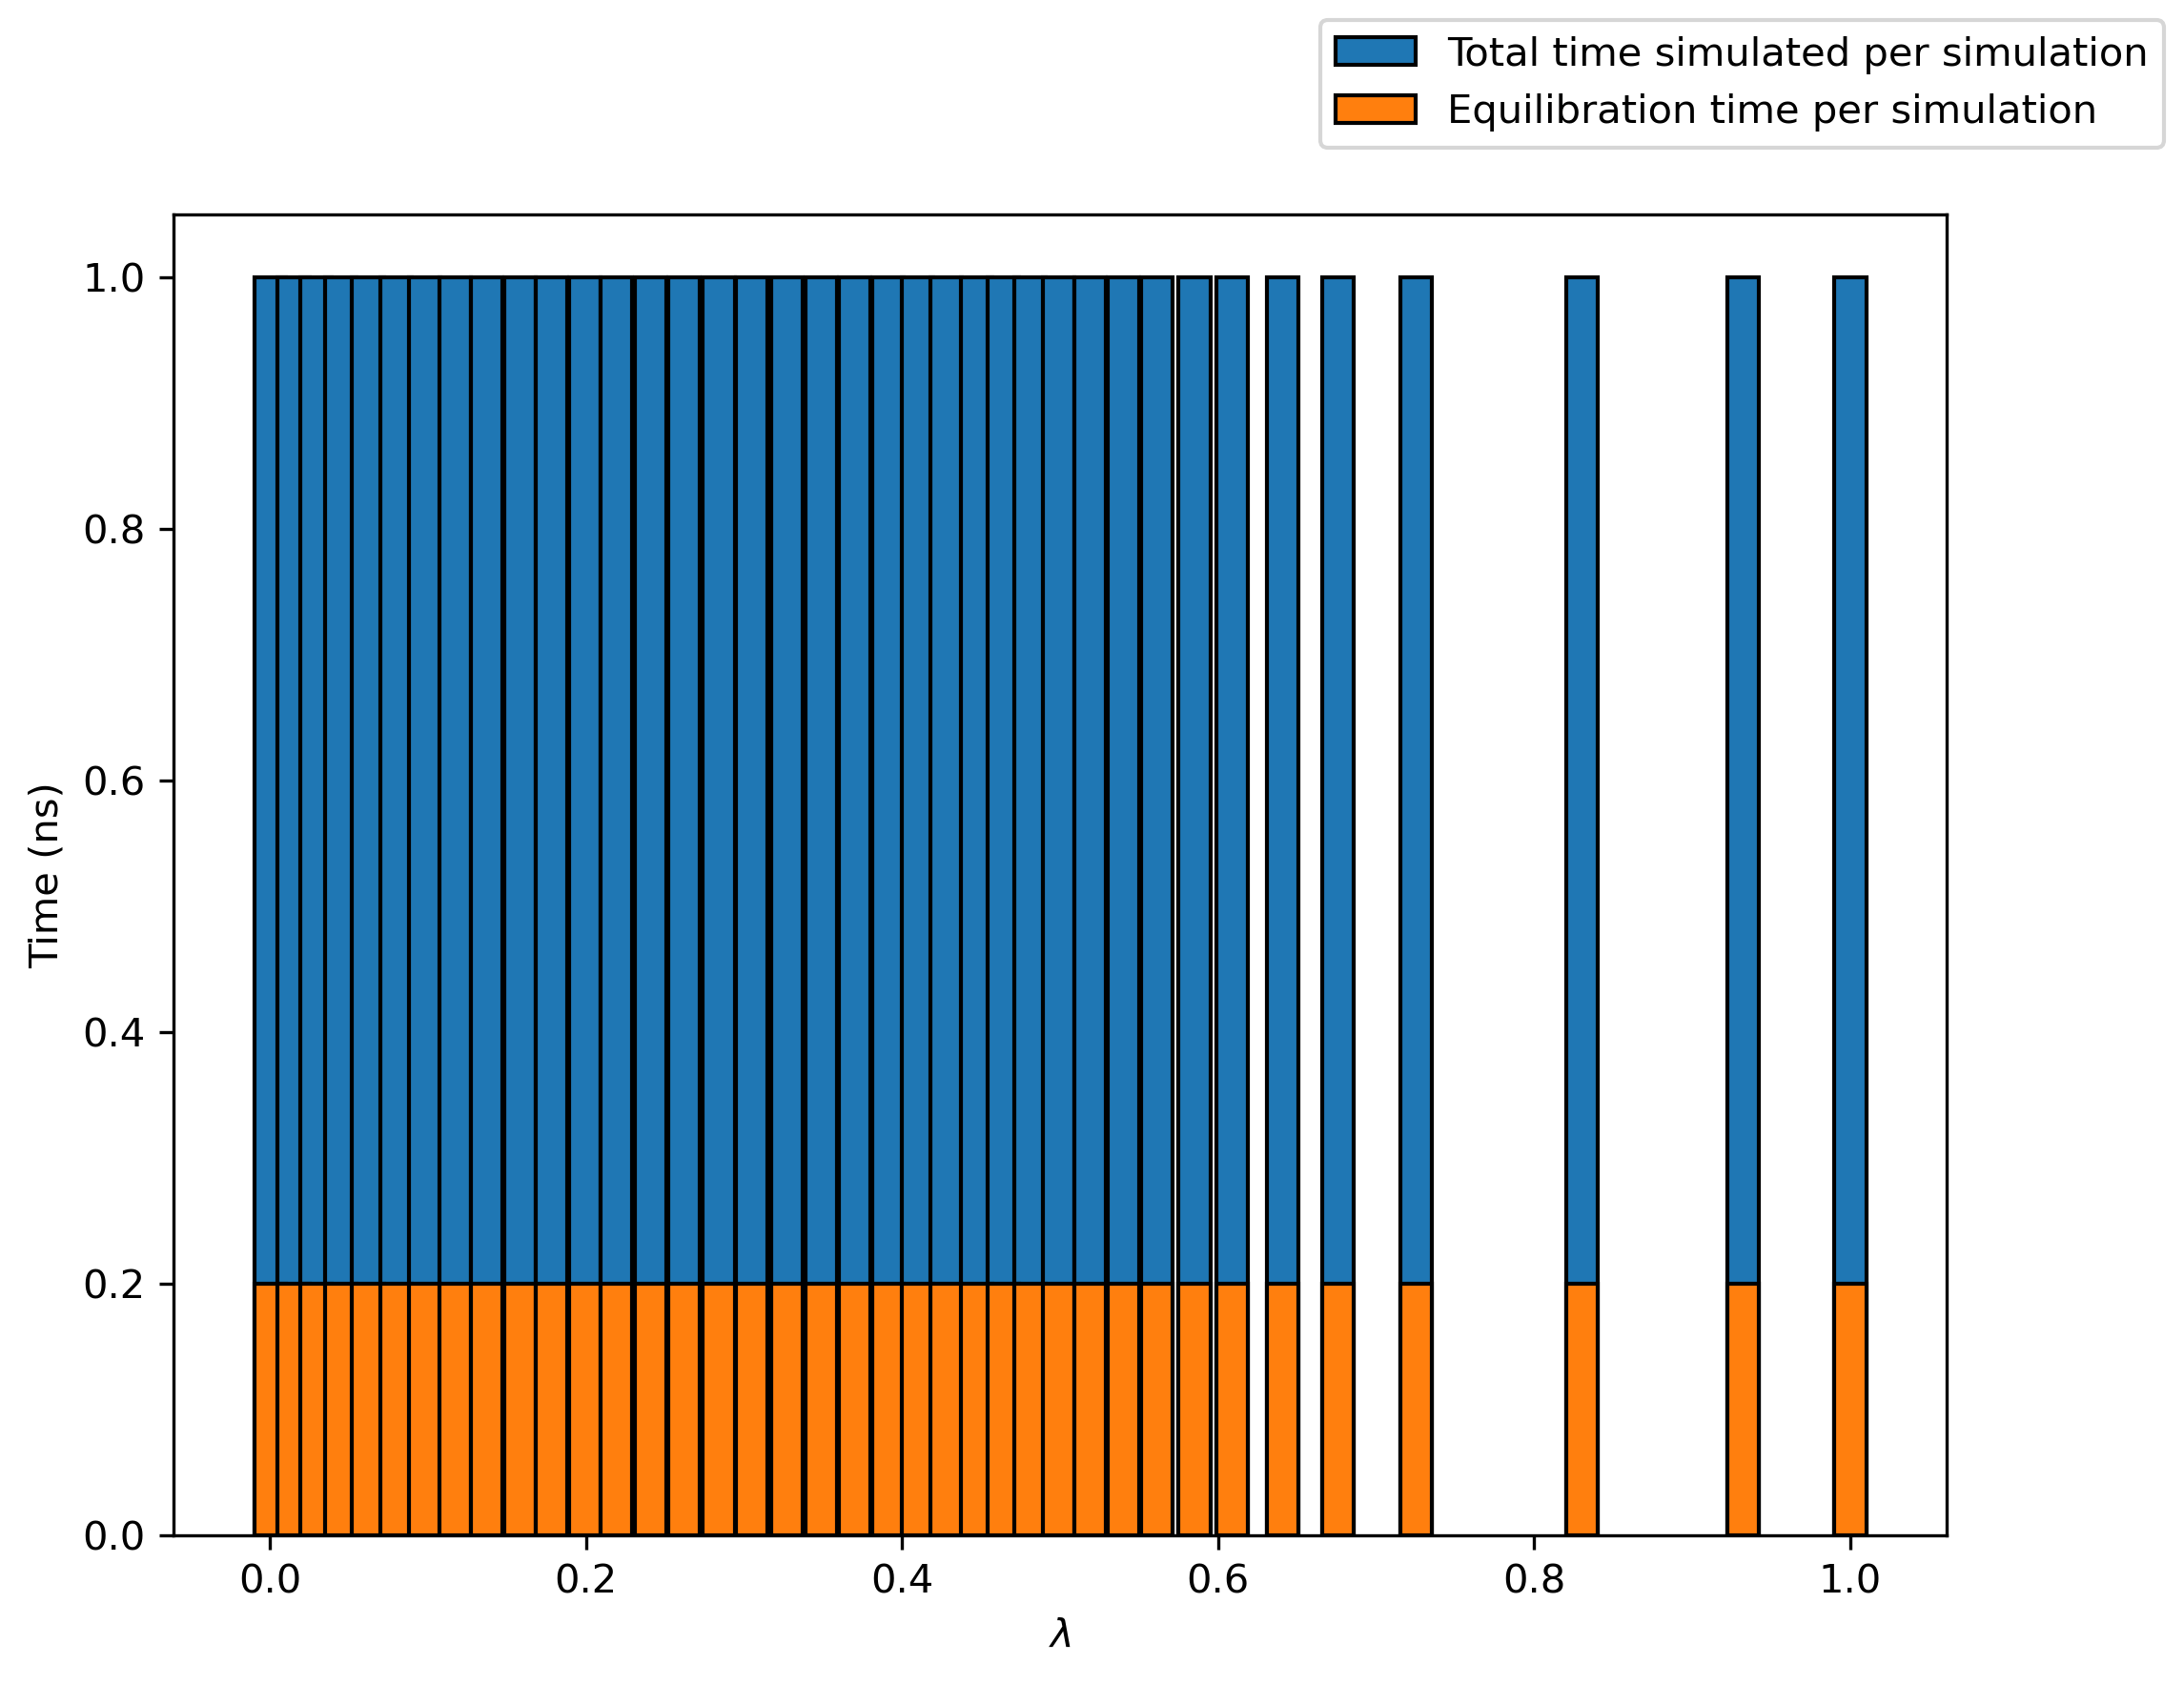 Total time simulated per simulation
Equilibration time per simulation
1.0
0.8
0.6
0.4
0.2
0.0
Time (ns)
0.0 0.2 0.4 0.6 0.8 1.0
λ